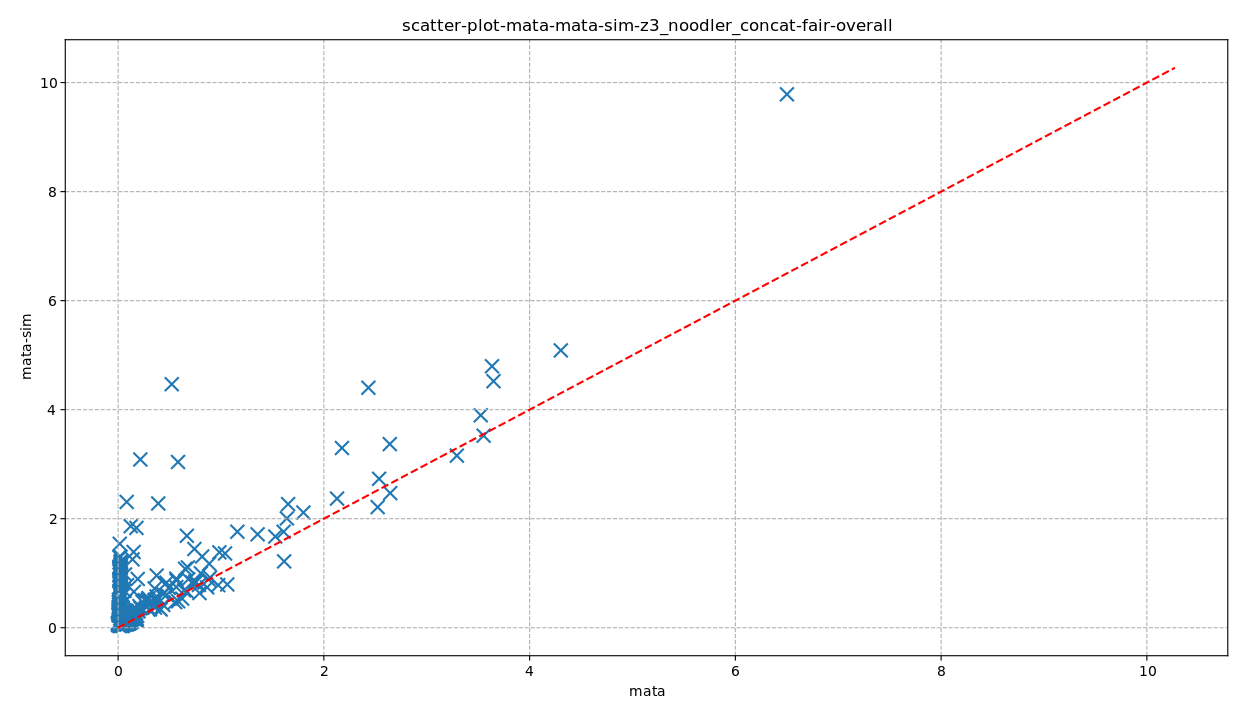 scatter-plot-mata-mata-sim-z3_noodler_concat-fair-overall
10
8
6
4
2
0
mata-sim
0 2 4 6 8 10
mata